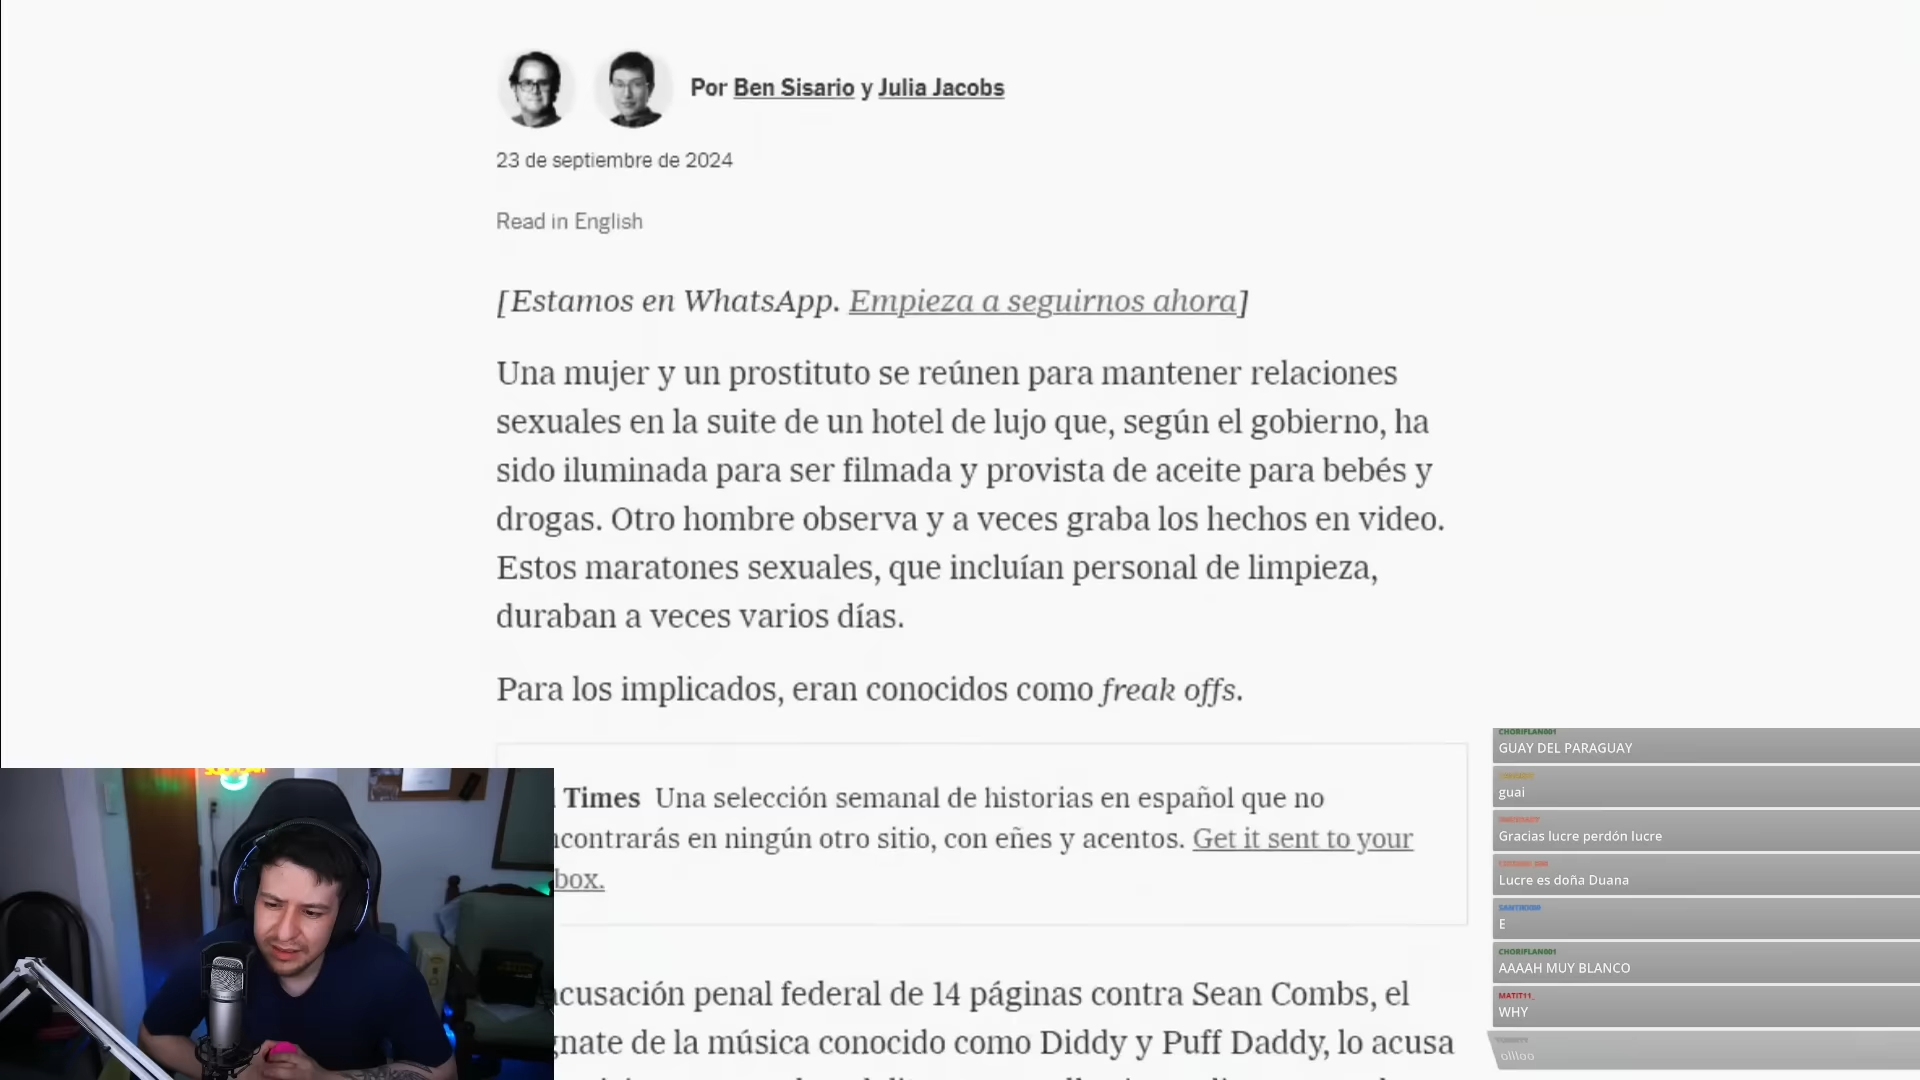 Por Ben Sisario y Julia Jacobs
23 de septiembre de 2024
Read in English
[Estamos en WhatsApp. Empieza a seguirnos ahora]
Una mujer y un prostituto se reúnen para mantener relaciones
sexuales en la suite de un hotel de lujo que, según el gobierno, ha
sido iluminada para ser filmada y provista de aceite para bebés y
drogas. Otro hombre observa y a veces graba los hechos en video.
Estos maratones sexuales, que incluían personal de limpieza,
duraban a veces varios días.
Para los implicados, eran conocidos como freak offs.
Times Una selección semanal de historias en español que no
ncontrarás en ningún otro sitio, con eñes y acentos. Get it sent to your
box.
acusación penal federal de 14 páginas contra Sean Combs, el
gnate de la música conocido como Diddy y Puff Daddy, lo acusa
CHORIFLAN001
GUAY DEL PARAGUAY
guai
Gracias lucre perdón lucre
Lucre es doña Duana
E
CHORIFLAN001
AAAAH MUY BLANCO
MATIT11_
WHY